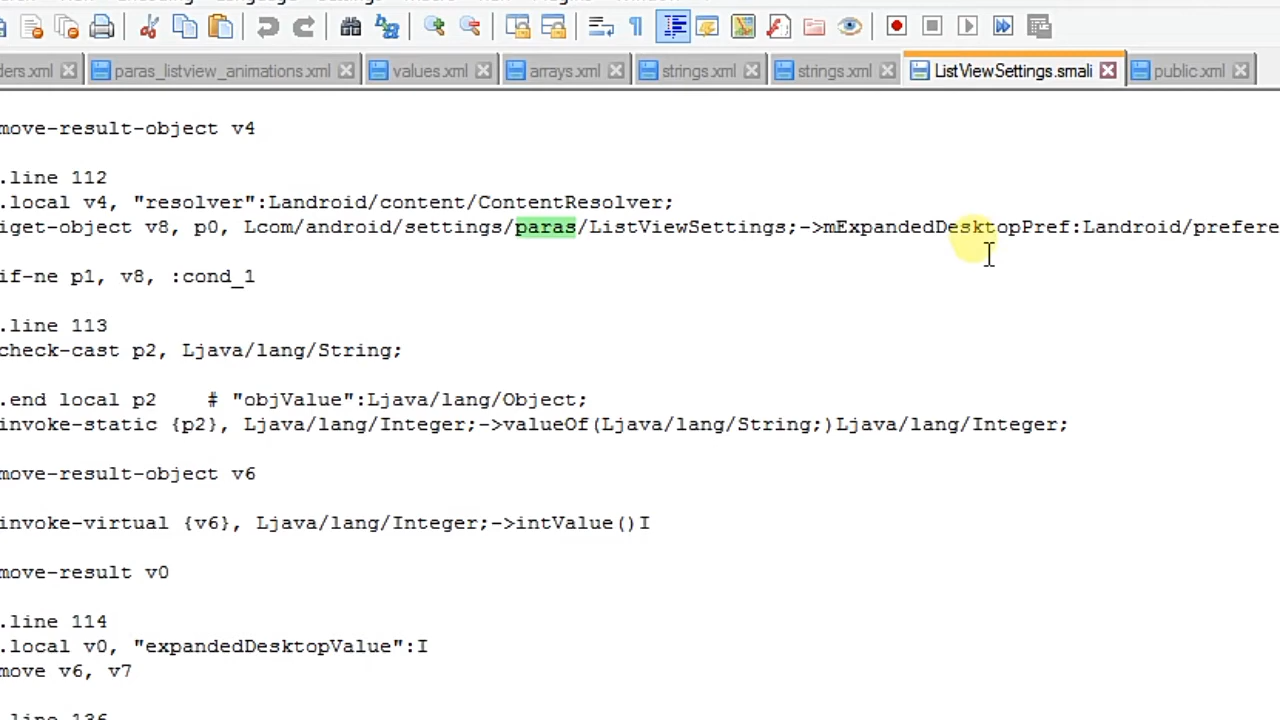 ders.xml paras_listview_animations.xml values.xml arrays.xml strings.xml strings.xml ListViewSettings.smali public.xml
move-result-object v4
.line 112
.local v4, "resolver":Landroid/content/ContentResolver;
iget-object v8, p0, Lcom/android/settings/paras/ListViewSettings;->mExpandedDesktopPref:Landroid/prefere
if-ne p1, v8, :cond_1
.line 113
check-cast p2, Ljava/lang/String;
.end local p2    # "objValue":Ljava/lang/Object;
invoke-static {p2}, Ljava/lang/Integer;->valueOf(Ljava/lang/String;)Ljava/lang/Integer;
move-result-object v6
invoke-virtual {v6}, Ljava/lang/Integer;->intValue()I
move-result v0
.line 114
.local v0, "expandedDesktopValue":I
move v6, v7
.line 136